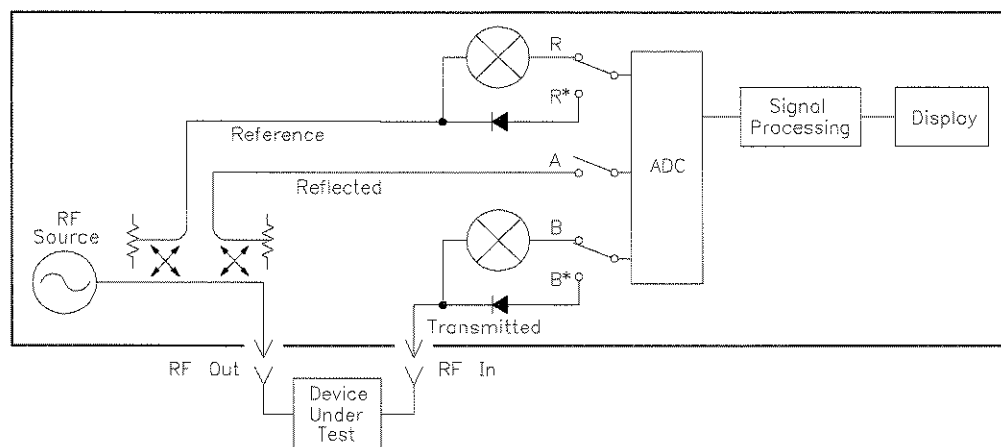 R
R*
Reference
A
Reflected
RF
Source
B
B*
Transmitted
ADC
Signal
Processing
Display
RF Out
RF In
Device
Under
Test